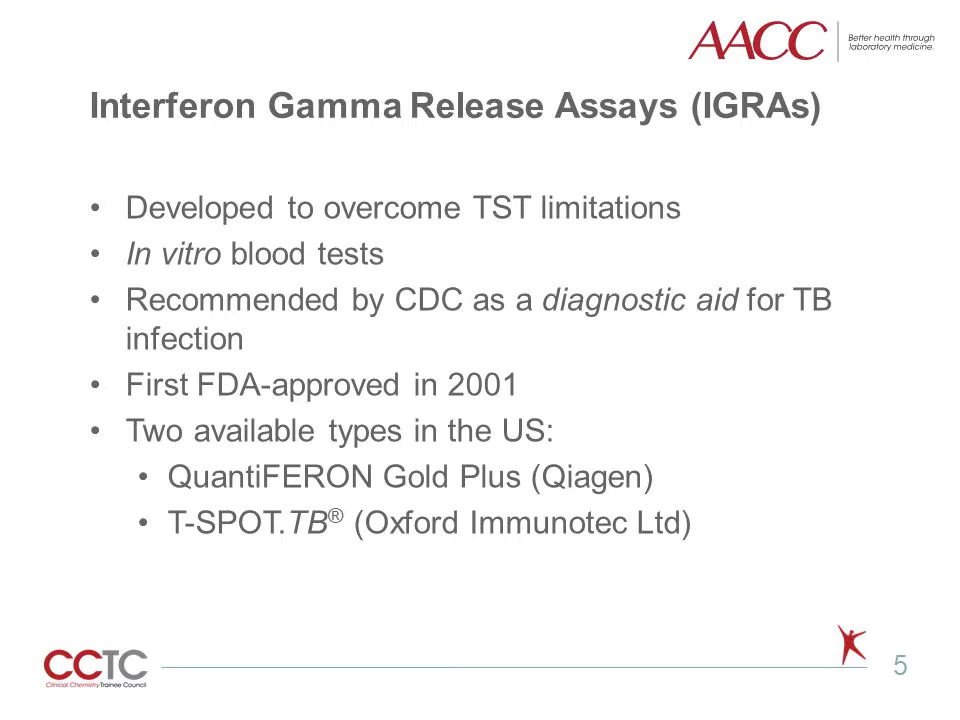 AACC
Better health through
laboratory medicine.
Interferon Gamma Release Assays (IGRAs)
• Developed to overcome TST limitations
• In vitro blood tests
• Recommended by CDC as a diagnostic aid for TB
infection
• First FDA-approved in 2001
• Two available types in the US:
• QuantiFERON Gold Plus (Qiagen)
• T-SPOT.TB® (Oxford Immunotec Ltd)
CCTC
Clinical Chemistry Trainee Council
5